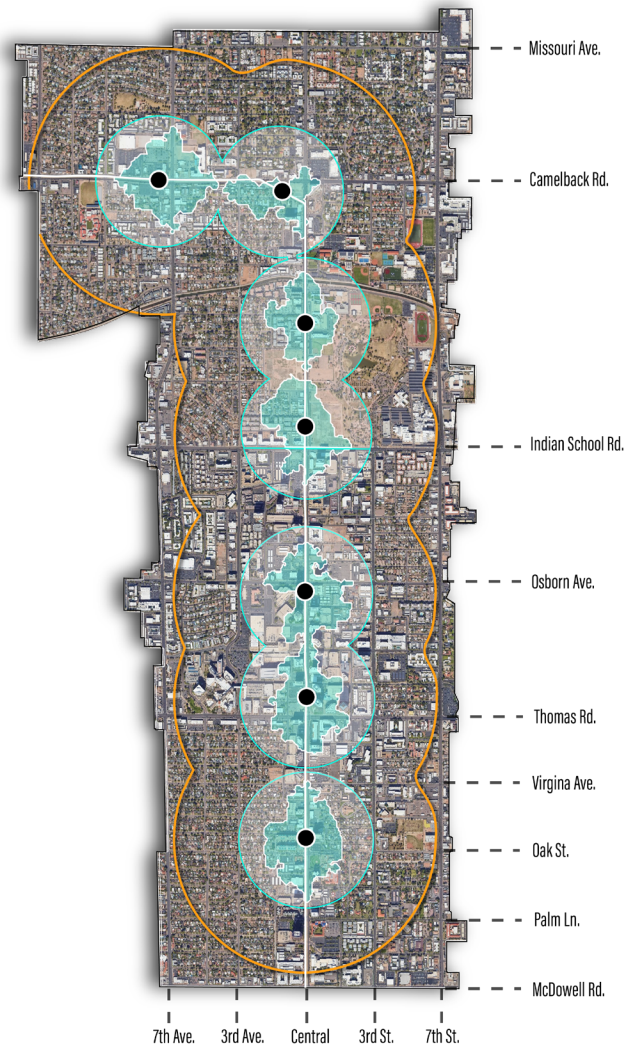 Missouri Ave.
Camelback Rd.
Indian School Rd.
Osborn Ave.
Thomas Rd.
Virgina Ave.
Oak St.
Palm Ln.
McDowell Rd.
7th Ave. 3rd Ave. Central 3rd St. 7th St.